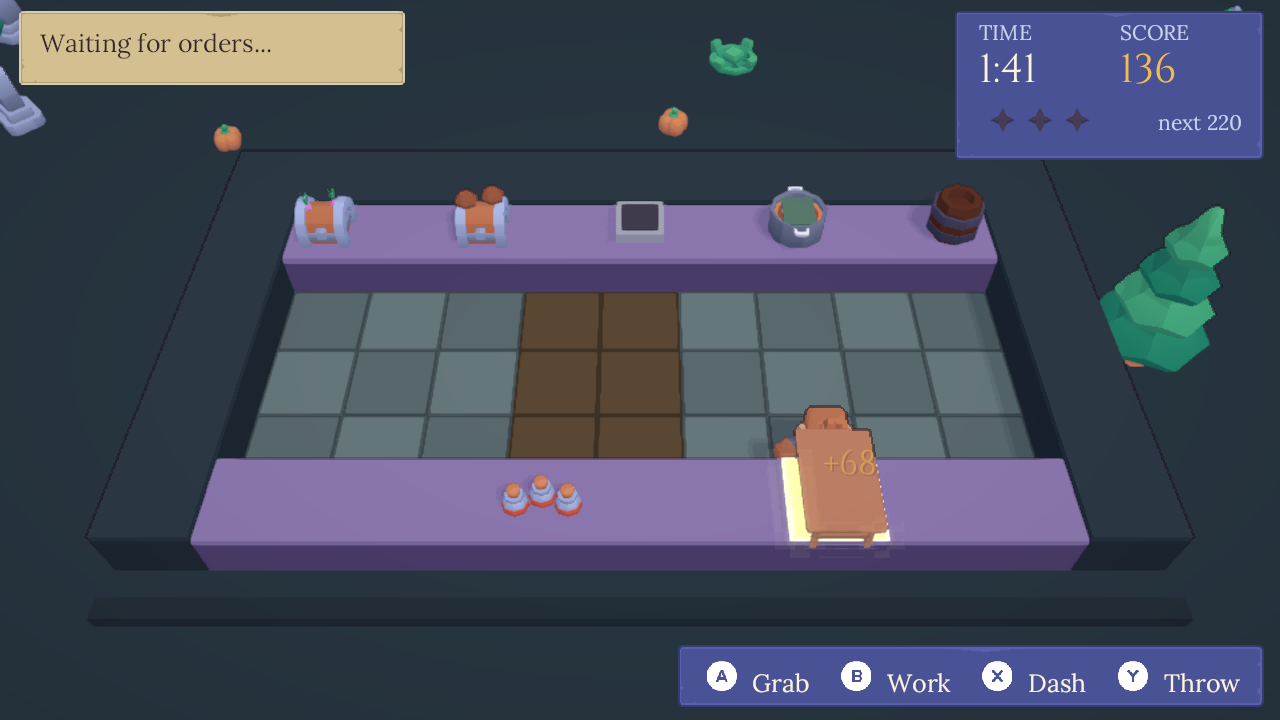 Waiting for orders...
TIME
SCORE
1:41
136
next 220
+68
A Grab
B Work
X Dash
Y Throw